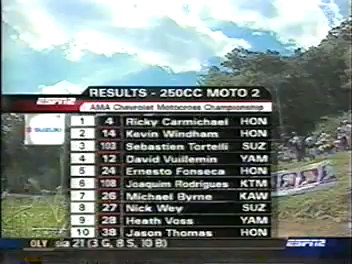 RESULTS - 250CC MOTO 2
ESPN2
AMA Chevrolet Motocross Championship
SUZUKI
1 4 Ricky Carmichael HON
2 14 Kevin Windham HON
3 103 Sebastien Tortelli SUZ
4 12 David Vuillemin YAM
5 24 Ernesto Fonseca HON
6 108 Joaquim Rodrigues KTM
7 26 Michael Byrne KAW
8 27 Nick Wey SUZ
9 28 Heath Voss YAM
10 38 Jason Thomas HON
OLY sia 21 (3 G, 8 S, 10 B)
ESPN2